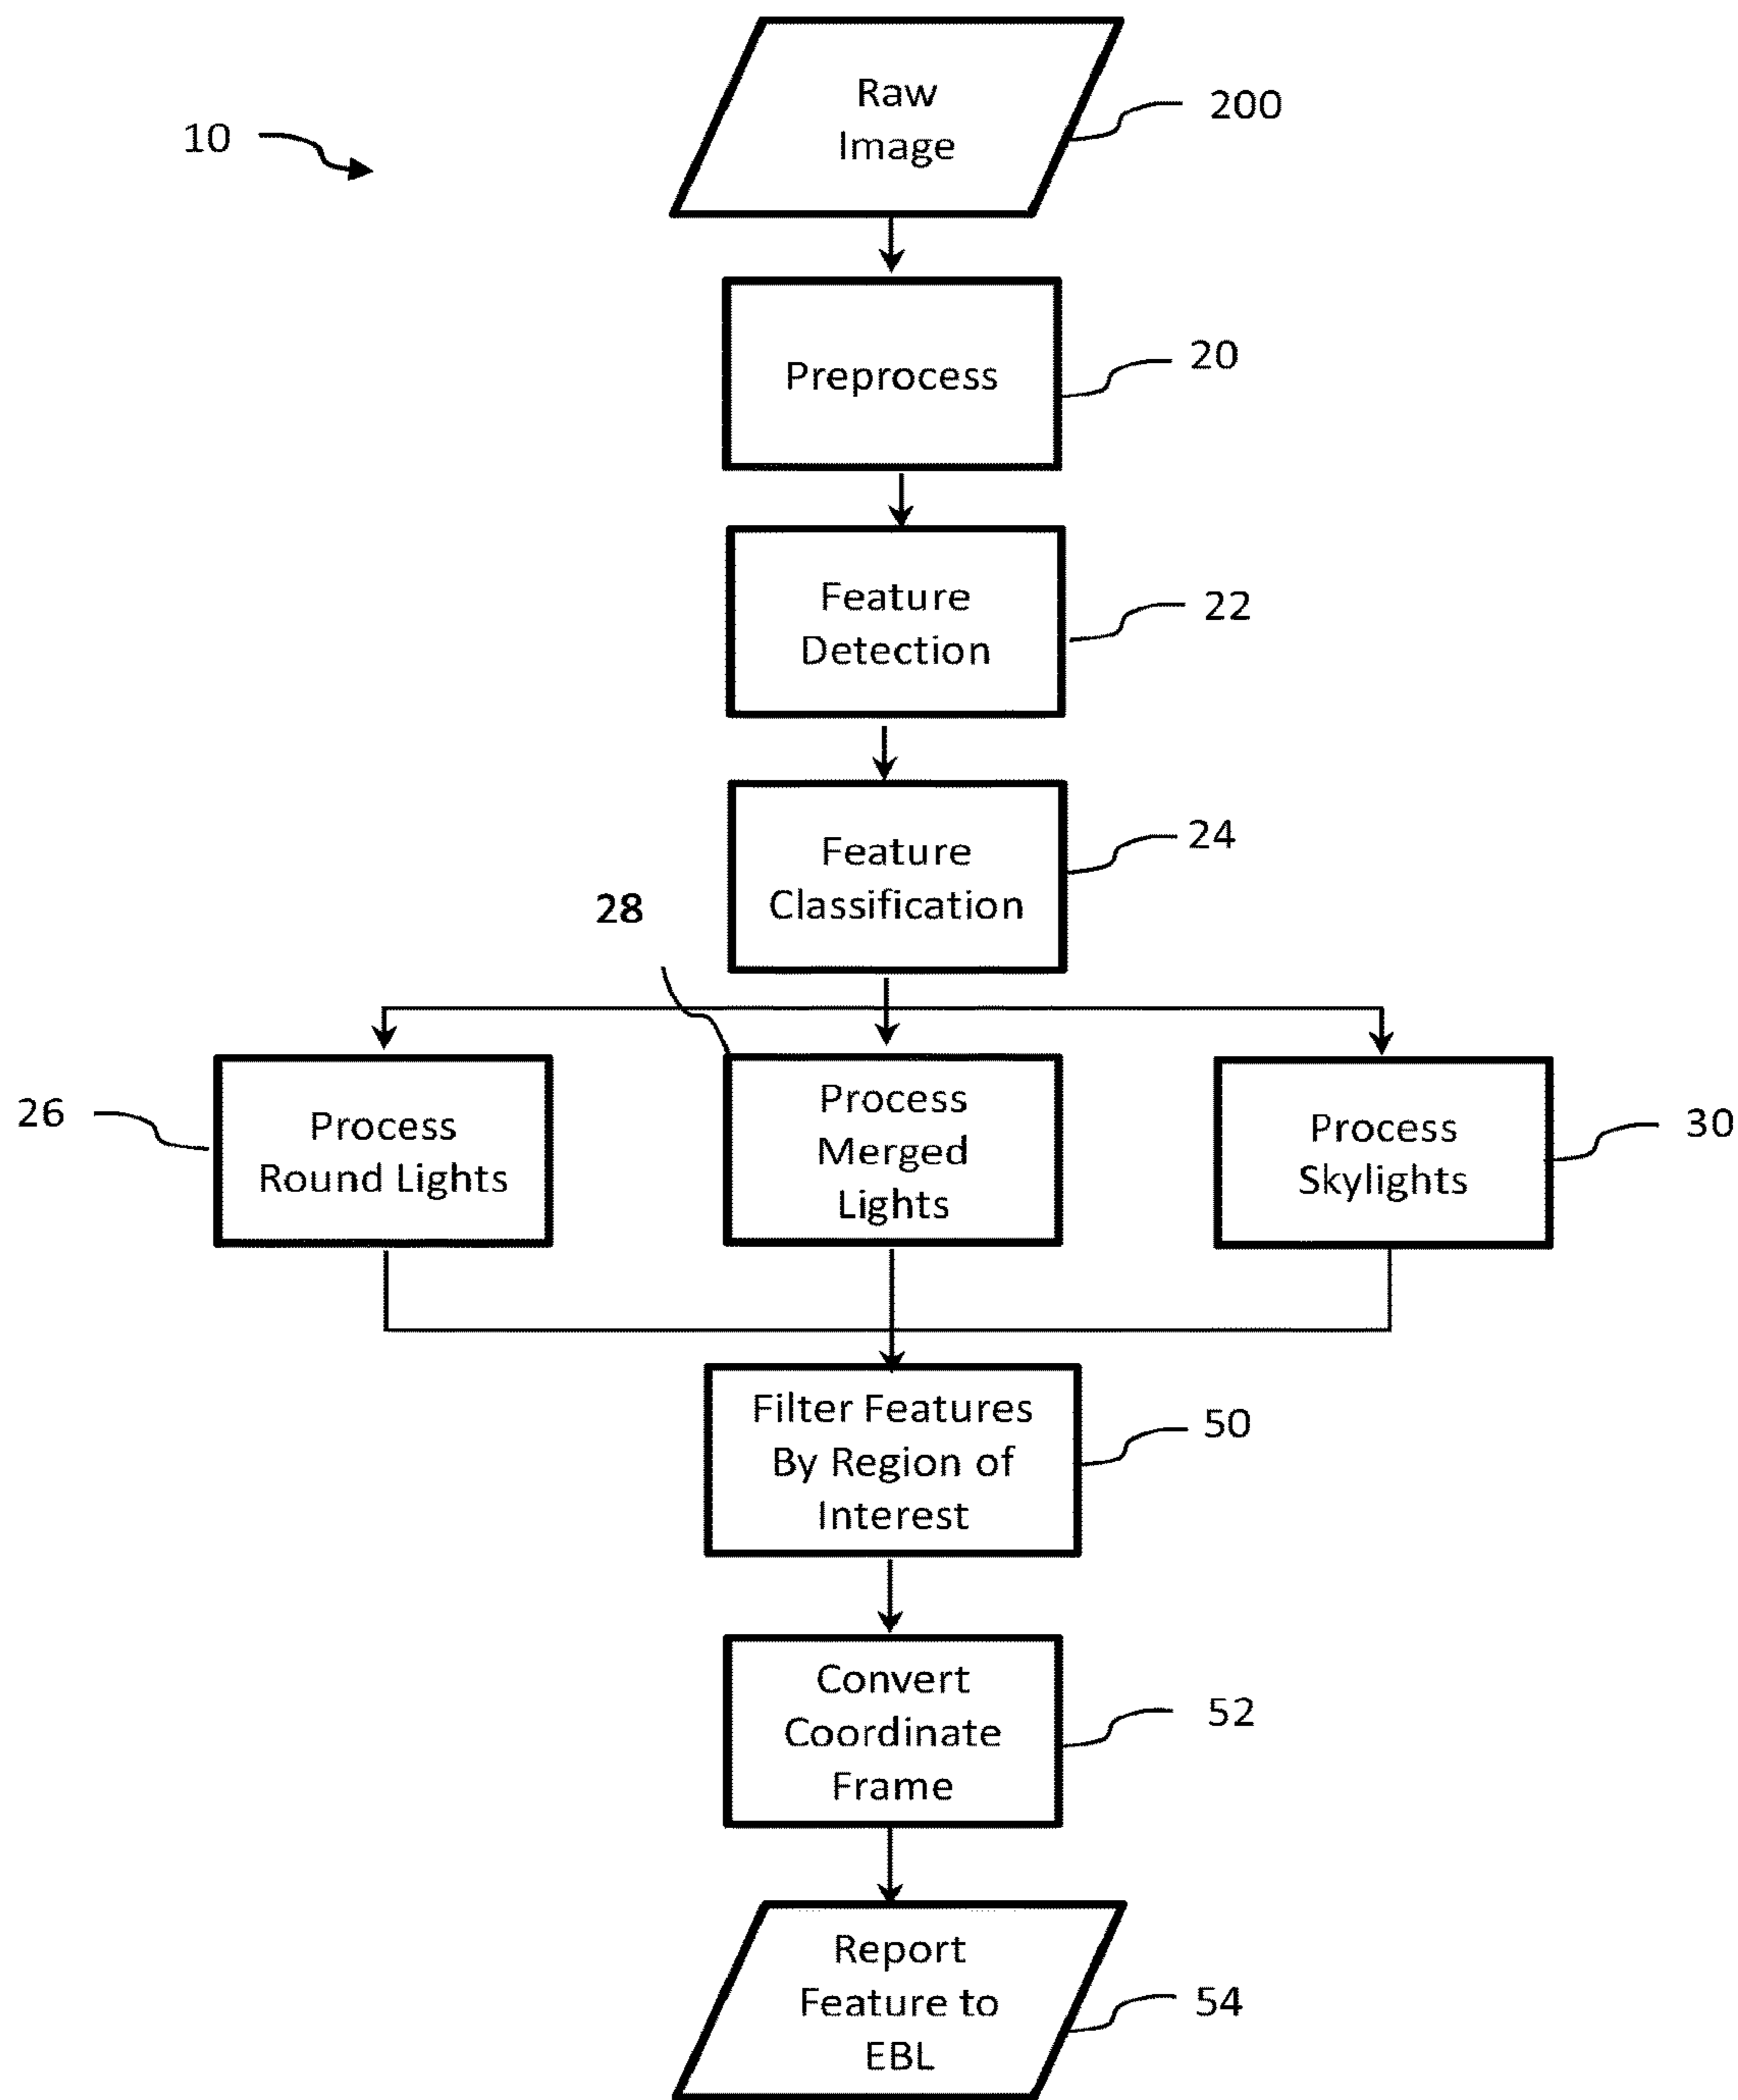 Raw
Image
200
10
Preprocess
20
Feature
Detection
22
Feature
Classification
24
28
26
Process
Round Lights
Process
Merged
Lights
Process
Skylights
30
Filter Features
By Region of
Interest
50
Convert
Coordinate
Frame
52
Report
Feature to
EBL
54